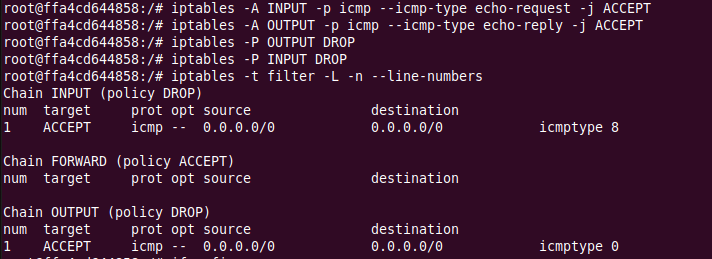 root@ffa4cd644858:/# iptables -A INPUT -p icmp --icmp-type echo-request -j ACCEPT
root@ffa4cd644858:/# iptables -A OUTPUT -p icmp --icmp-type echo-reply -j ACCEPT
root@ffa4cd644858:/# iptables -P OUTPUT DROP
root@ffa4cd644858:/# iptables -P INPUT DROP
root@ffa4cd644858:/# iptables -t filter -L -n --line-numbers
Chain INPUT (policy DROP)
num  target     prot opt source               destination
1    ACCEPT     icmp --  0.0.0.0/0            0.0.0.0/0            icmptype 8
Chain FORWARD (policy ACCEPT)
num  target     prot opt source               destination
Chain OUTPUT (policy DROP)
num  target     prot opt source               destination
1    ACCEPT     icmp --  0.0.0.0/0            0.0.0.0/0            icmptype 0